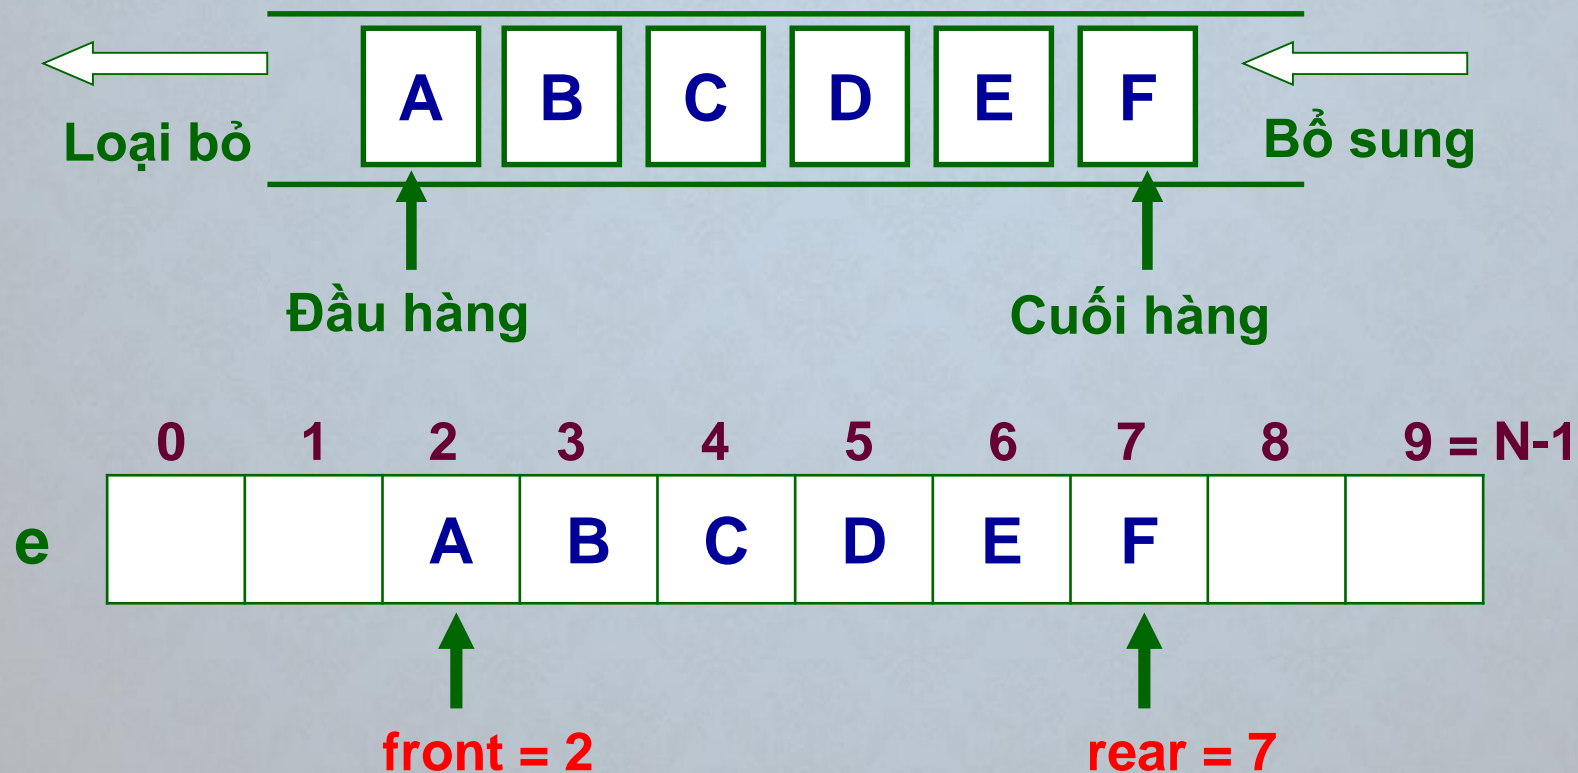 A B C D E F
Loại bỏ
Bổ sung
Đầu hàng
Cuối hàng
0 1 2 3 4 5 6 7 8 9 = N-1
e A B C D E F
front = 2
rear = 7